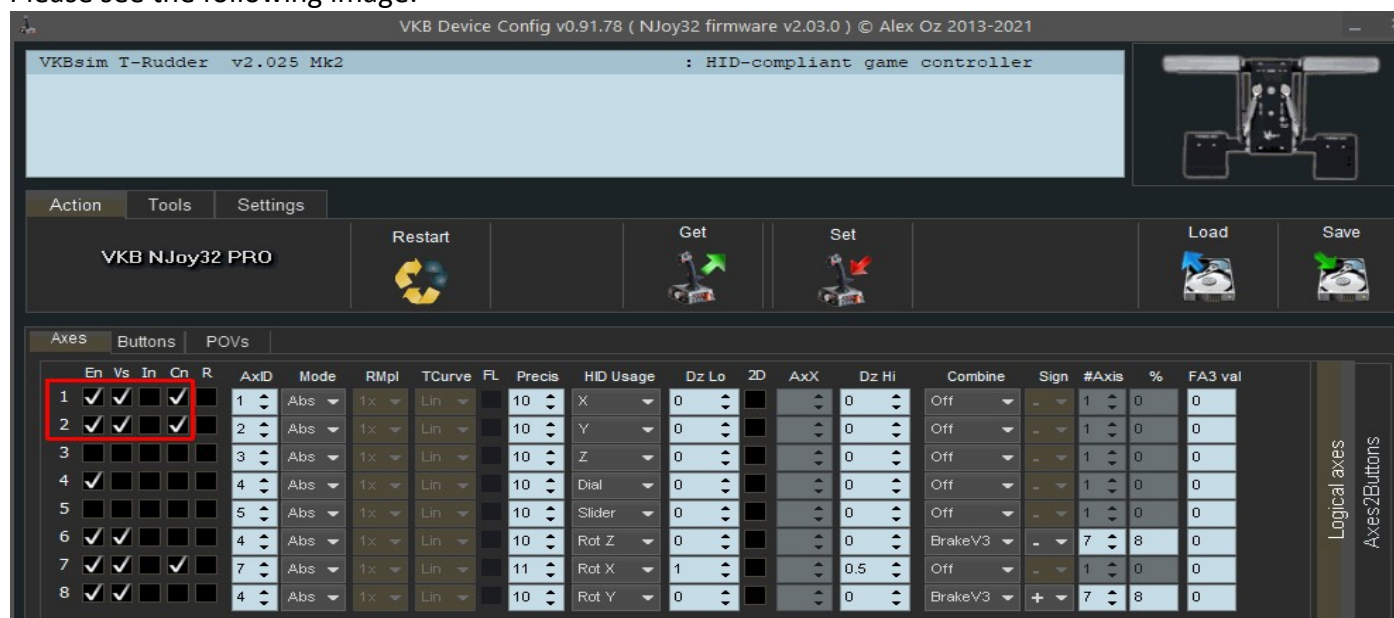 VKB Device Config v0.91.78 ( NJoy32 firmware v2.03.0 ) © Alex Oz 2013-2021
VKBsim T-Rudder v2.025 Mk2 : HID-compliant game controller
Action Tools Settings
VKB NJoy32 PRO
Restart
Get
Set
Load
Save
Axes Buttons POVs
En Vs In Cn R AxID Mode RMpl TCurve FL Precis HID Usage Dz Lo 2D AxX Dz Hi Combine Sign #Axis % FA3 val
1 1 Abs 1x Lin 10 X 0 0 Off - 1 0 0
2 2 Abs 1x Lin 10 Y 0 0 Off - 1 0 0
3 3 Abs 1x Lin 10 Z 0 0 Off - 1 0 0
4 4 Abs 1x Lin 10 Dial 0 0 Off - 1 0 0
5 5 Abs 1x Lin 10 Slider 0 0 Off - 1 0 0
6 4 Abs 1x Lin 10 Rot Z 0 0 BrakeV3 - 7 8 0
7 7 Abs 1x Lin 11 Rot X 1 0.5 Off - 1 0 0
8 4 Abs 1x Lin 10 Rot Y 0 0 BrakeV3 + 7 8 0
Logical axes
Axes2Buttons